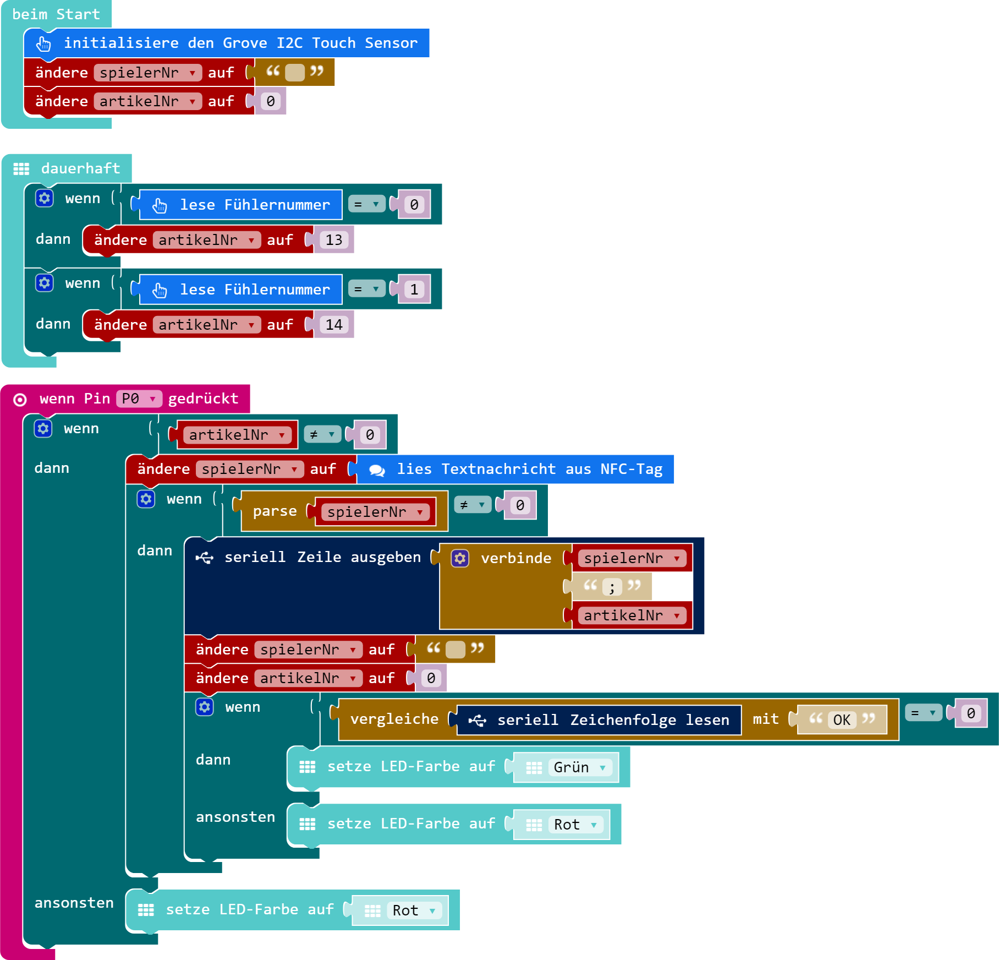 beim Start
initialisiere den Grove I2C Touch Sensor
ändere spielerNr ▼ auf “ ”
ändere artikelNr ▼ auf 0
dauerhaft
wenn lese Fühlernummer = ▼ 0
dann ändere artikelNr ▼ auf 13
wenn lese Fühlernummer = ▼ 1
dann ändere artikelNr ▼ auf 14
wenn Pin P0 ▼ gedrückt
wenn artikelNr ▼ ≠ ▼ 0
dann ändere spielerNr ▼ auf lies Textnachricht aus NFC-Tag
wenn parse spielerNr ▼ ≠ ▼ 0
dann seriell Zeile ausgeben verbinde spielerNr ▼
“ ; ”
artikelNr ▼
ändere spielerNr ▼ auf “ ”
ändere artikelNr ▼ auf 0
wenn vergleiche seriell Zeichenfolge lesen mit “ OK ” = ▼ 0
dann setze LED-Farbe auf Grün ▼
ansonsten setze LED-Farbe auf Rot ▼
ansonsten setze LED-Farbe auf Rot ▼